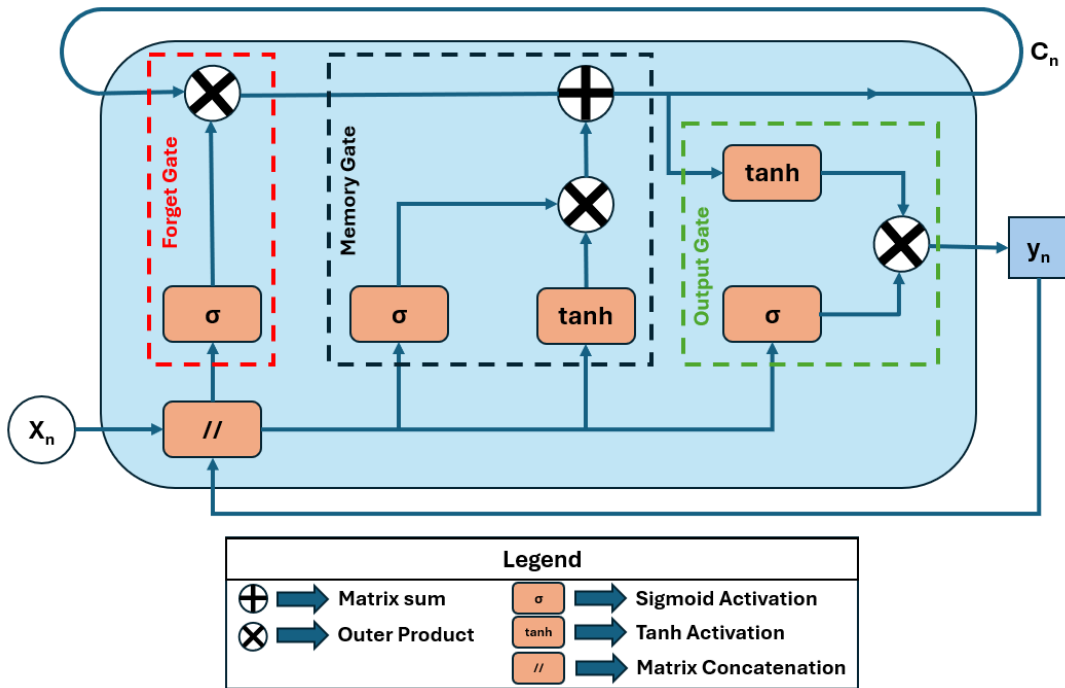 Cₙ
Forget Gate
Memory Gate
Output Gate
tanh
yₙ
σ
σ
tanh
σ
Xₙ
//
Legend
Matrix sum
σ
Sigmoid Activation
Outer Product
tanh
Tanh Activation
//
Matrix Concatenation